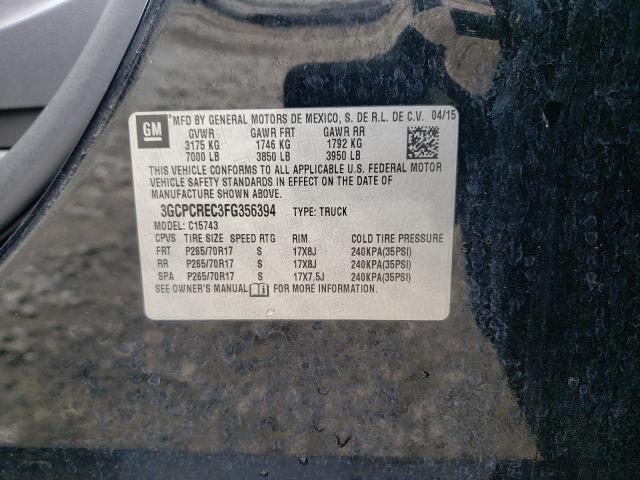 GM
MFD BY GENERAL MOTORS DE MEXICO, S. DE R.L. DE C.V. 04/15
GVWR GAWR FRT GAWR RR
3175 KG 1746 KG 1792 KG
7000 LB 3850 LB 3950 LB
THIS VEHICLE CONFORMS TO ALL APPLICABLE U.S. FEDERAL MOTOR
VEHICLE SAFETY STANDARDS IN EFFECT ON THE DATE OF
MANUFACTURE SHOWN ABOVE.
3GCPCREC3FG356394 TYPE: TRUCK
MODEL: C15743
CPVS TIRE SIZE SPEED RTG RIM COLD TIRE PRESSURE
FRT P265/70R17 S 17X8J 240KPA(35PSI)
RR P265/70R17 S 17X8J 240KPA(35PSI)
SPA P265/70R17 S 17X7.5J 240KPA(35PSI)
SEE OWNER'S MANUAL FOR MORE INFORMATION.